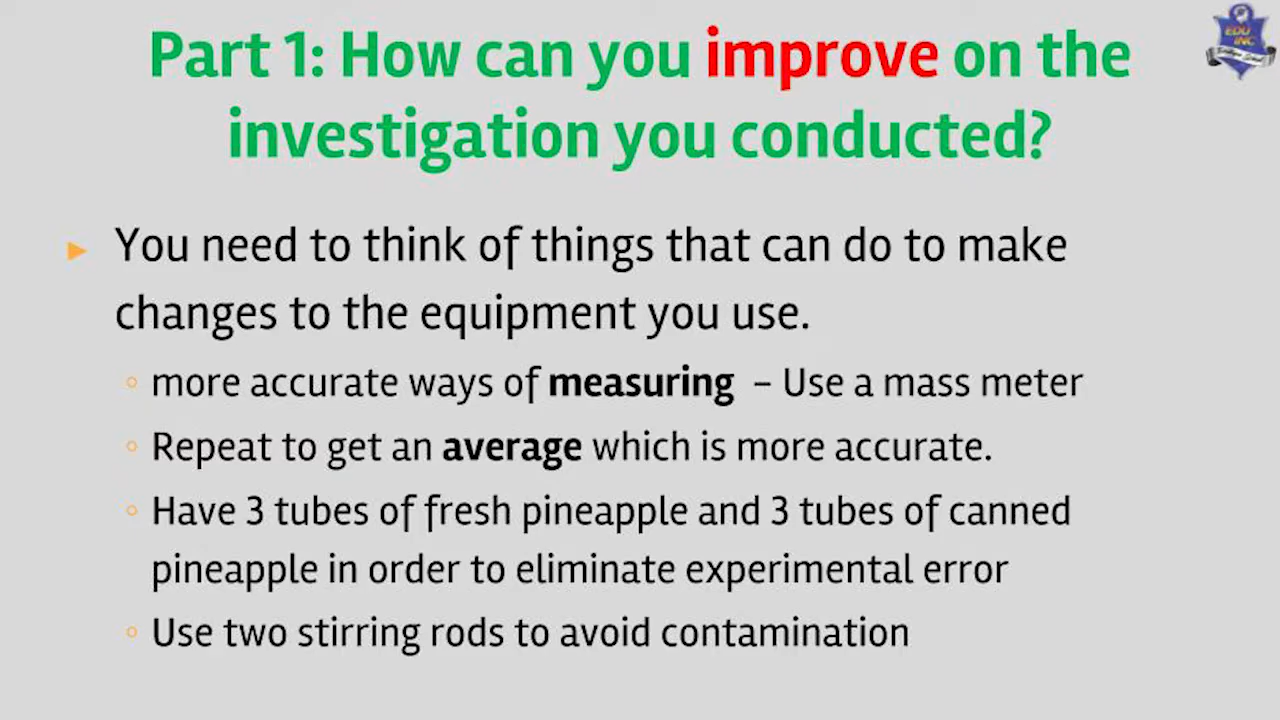 EDU
INC
Part 1: How can you improve on the
investigation you conducted?
► You need to think of things that can do to make
changes to the equipment you use.
◦ more accurate ways of measuring – Use a mass meter
◦ Repeat to get an average which is more accurate.
◦ Have 3 tubes of fresh pineapple and 3 tubes of canned
pineapple in order to eliminate experimental error
◦ Use two stirring rods to avoid contamination